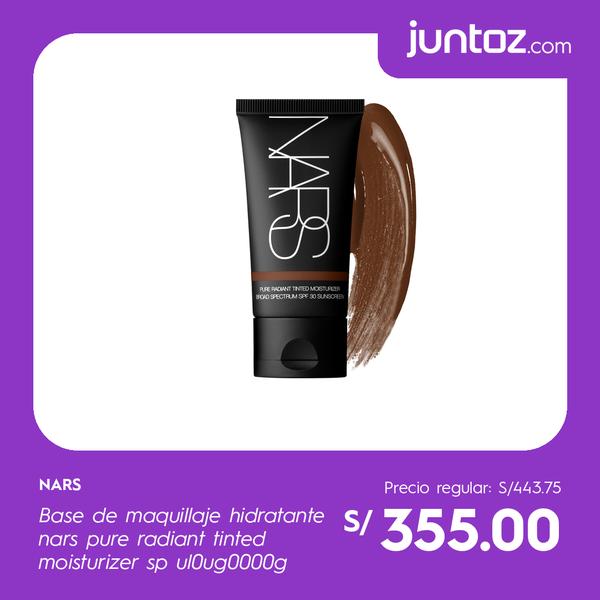 juntoz.com
NARS
PURE RADIANT TINTED MOISTURIZER
BROAD SPECTRUM SPF 30 SUNSCREEN
NARS
Base de maquillaje hidratante
nars pure radiant tinted
moisturizer sp ul0ug0000g
Precio regular: S/443.75
S/355.00